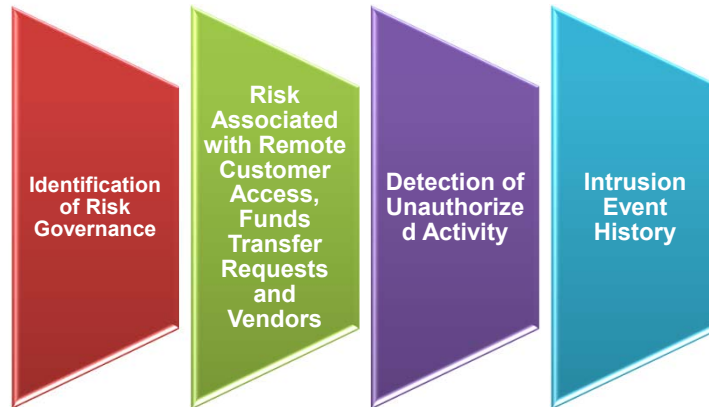 Identification
of Risk
Governance
Risk
Associated
with Remote
Customer
Access,
Funds
Transfer
Requests
and
Vendors
Detection of
Unauthorize
d Activity
Intrusion
Event
History